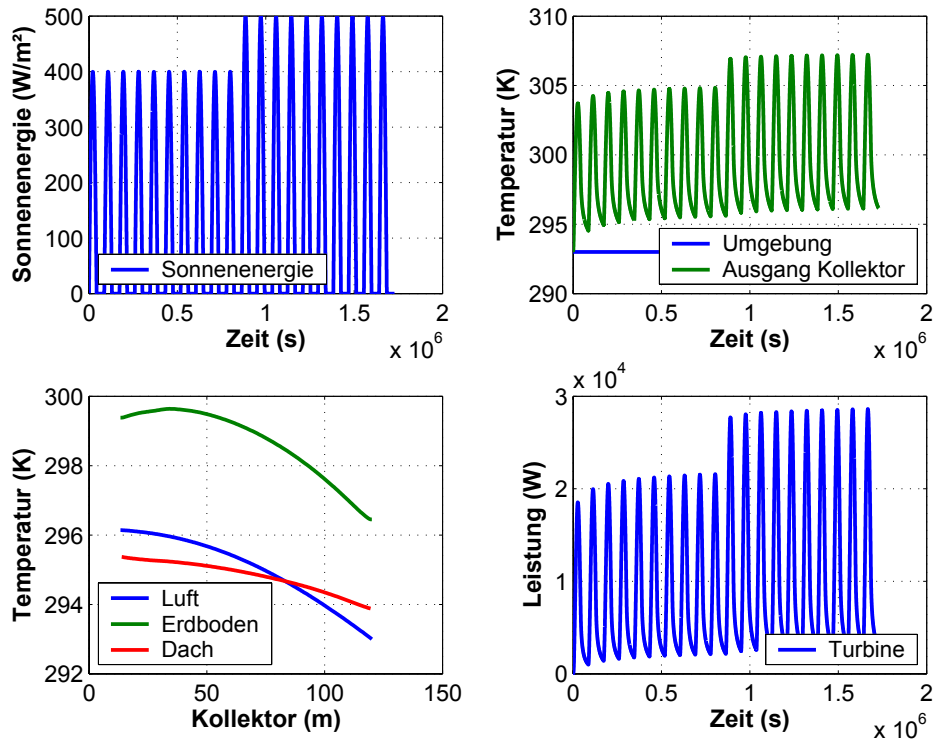 500
400
300
200
100
0
Sonnenenergie (W/m²)
Sonnenenergie
0
0.5
1
1.5
2
Zeit (s)
x 10^6
310
305
300
295
290
Temperatur (K)
Umgebung
Ausgang Kollektor
0
0.5
1
1.5
2
Zeit (s)
x 10^6
300
298
296
294
292
Temperatur (K)
Luft
Erdboden
Dach
0
50
100
150
Kollektor (m)
x 10^4
3
2
1
0
Leistung (W)
Turbine
0
0.5
1
1.5
2
Zeit (s)
x 10^6